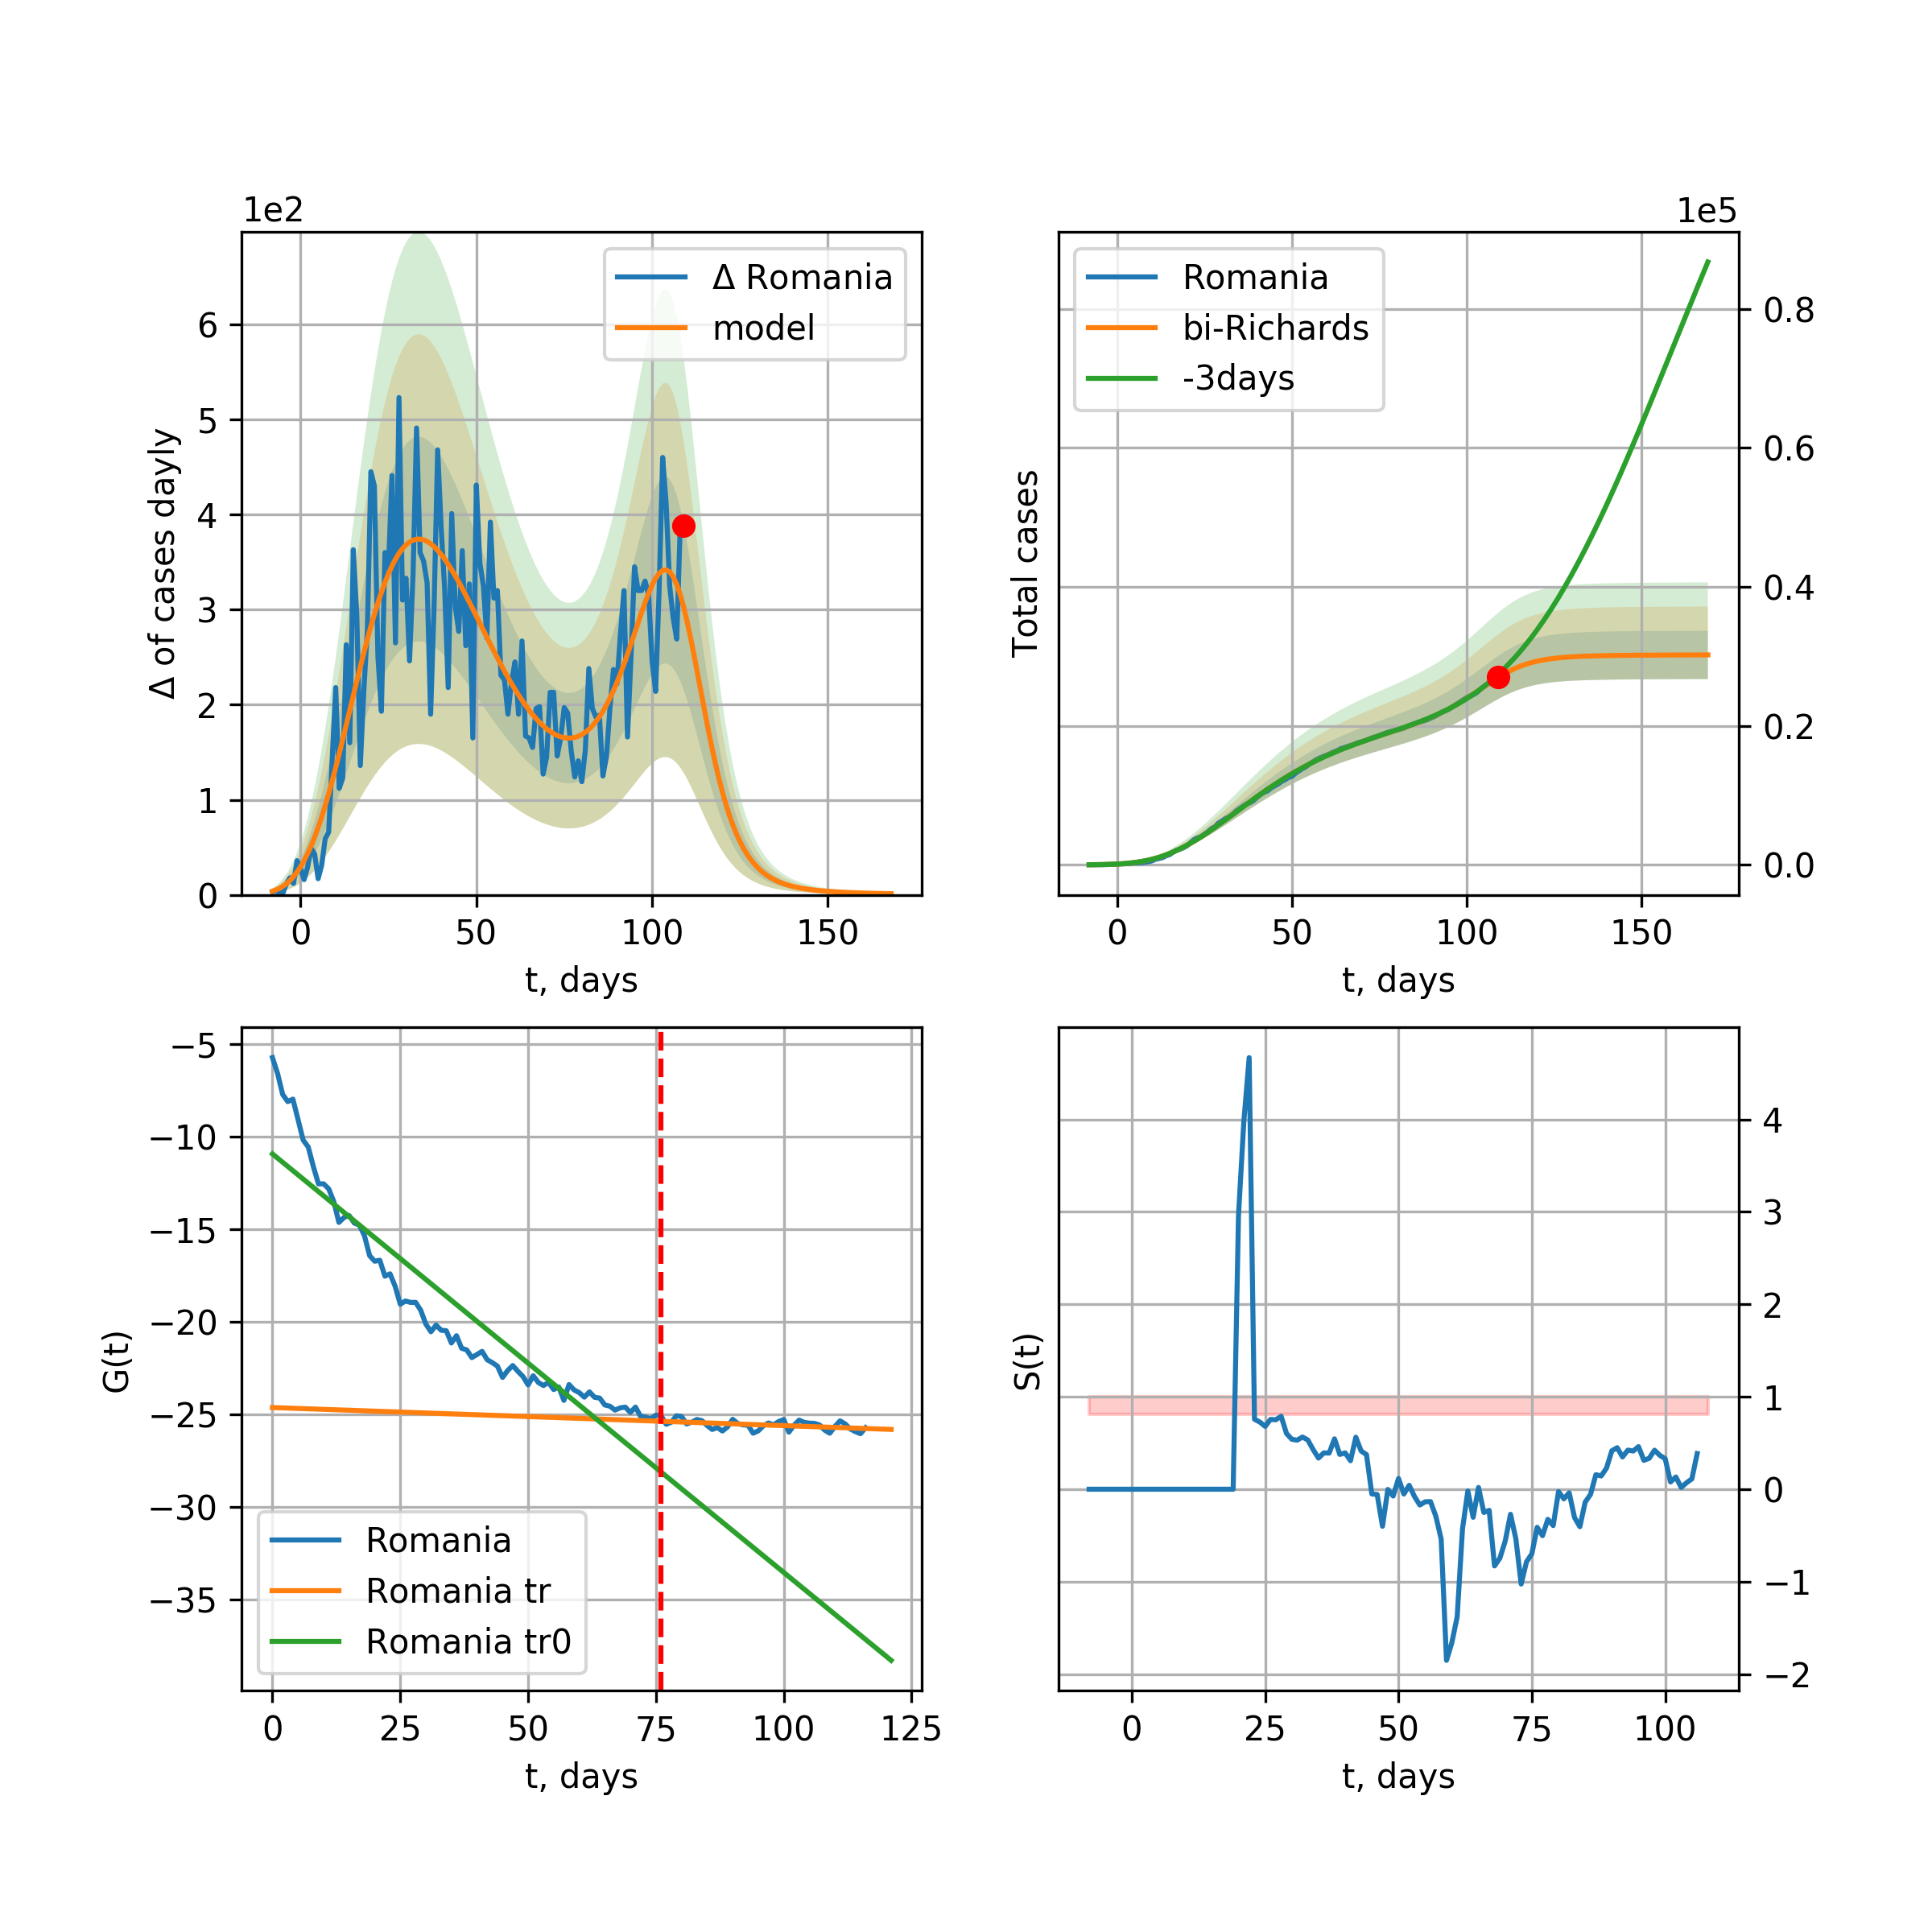 1e2
Δ Romania
model
6
5
4
3
2
1
0
Δ of cases dayly
0 50 100 150
t, days
1e5
Romania
bi-Richards
-3days
0.8
0.6
0.4
0.2
0.0
Total cases
0 50 100 150
t, days
−5
−10
−15
−20
−25
−30
−35
G(t)
Romania
Romania tr
Romania tr0
0 25 50 75 100 125
t, days
4
3
2
1
0
−1
−2
S(t)
0 25 50 75 100
t, days